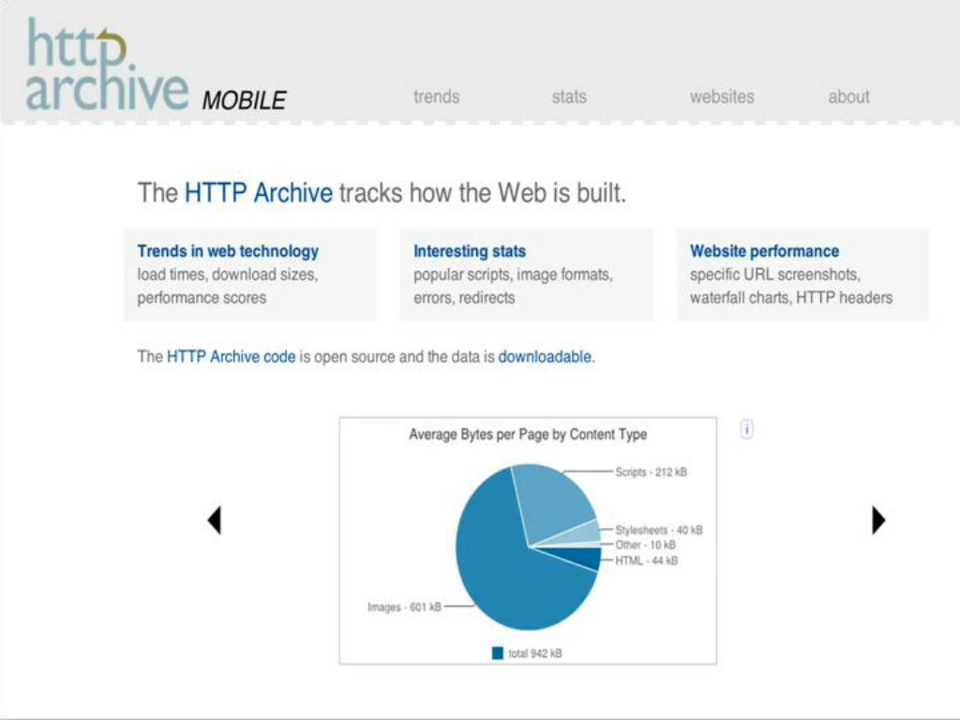 http
archive MOBILE
trends stats websites about
The HTTP Archive tracks how the Web is built.
Trends in web technology
load times, download sizes,
performance scores
Interesting stats
popular scripts, image formats,
errors, redirects
Website performance
specific URL screenshots,
waterfall charts, HTTP headers
The HTTP Archive code is open source and the data is downloadable.
Average Bytes per Page by Content Type
i
Scripts - 212 kB
Stylesheets - 40 kB
Other - 10 kB
HTML - 44 kB
Images - 601 kB
total 942 kB